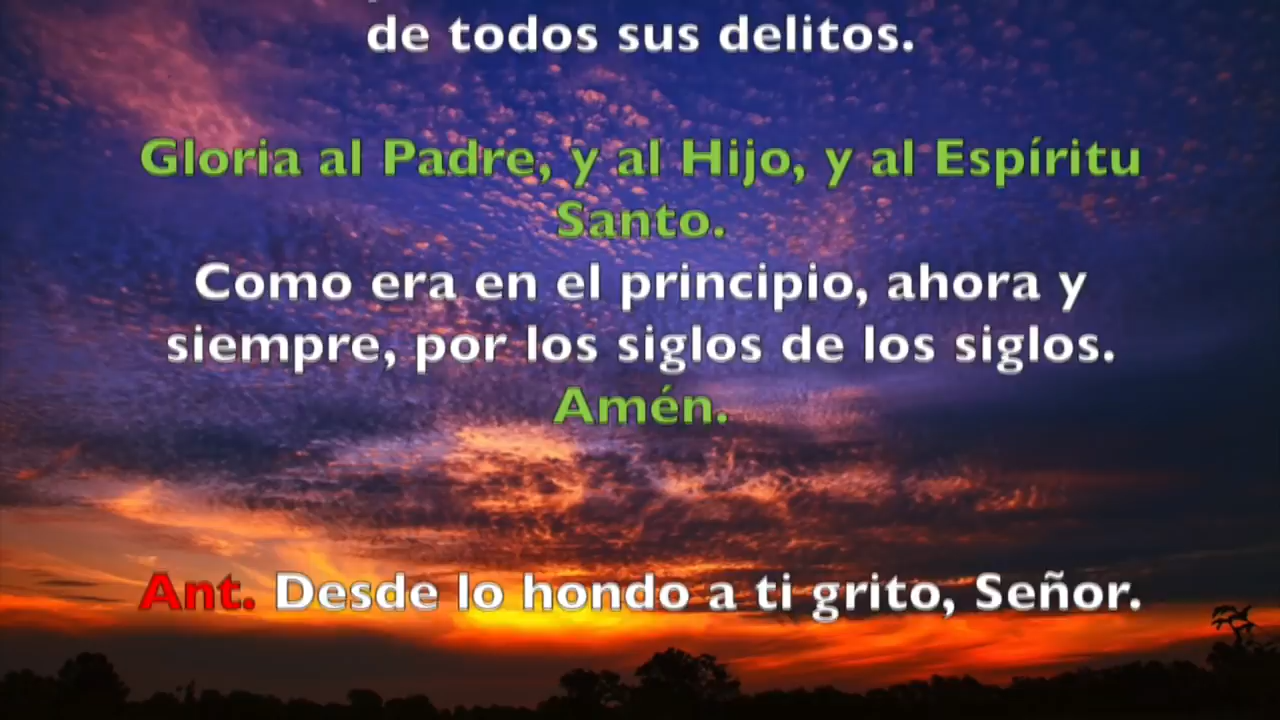 de todos sus delitos.
Gloria al Padre, y al Hijo, y al Espíritu
Santo.
Como era en el principio, ahora y
siempre, por los siglos de los siglos.
Amén.
Ant. Desde lo hondo a ti grito, Señor.